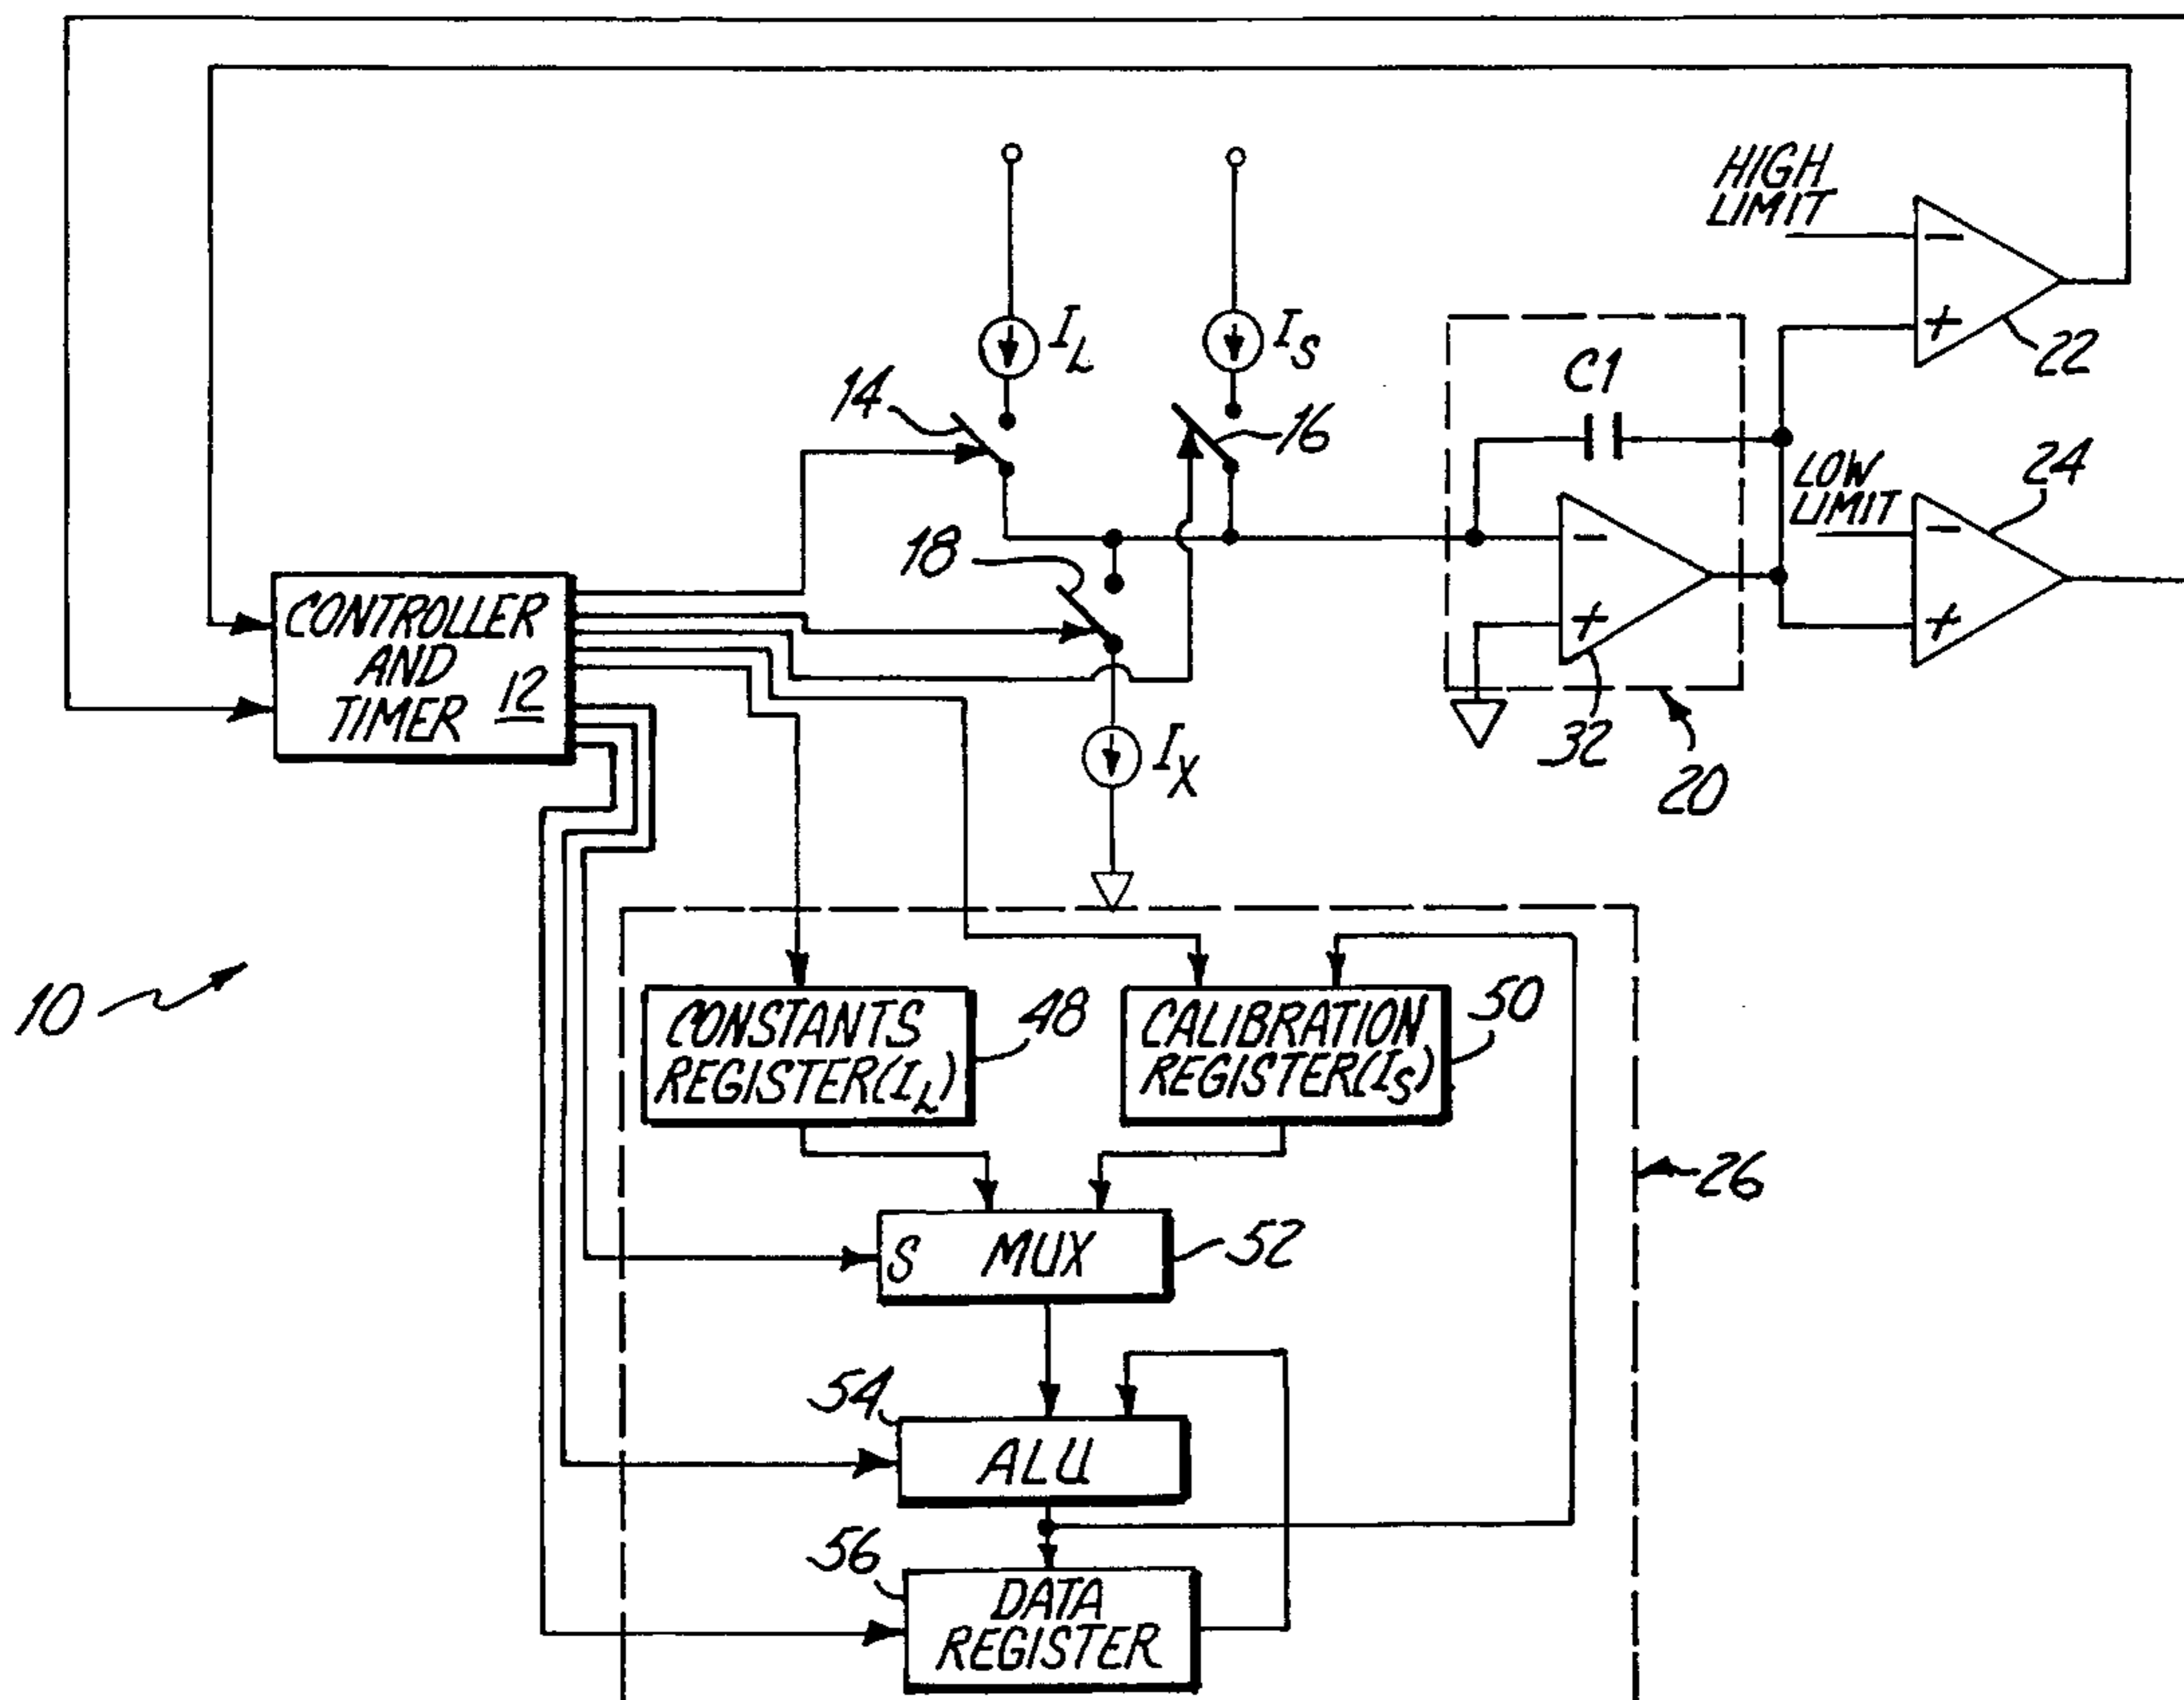 HIGH
LIMIT
I_L
I_S
22
C1
14
16
LOW
LIMIT
24
18
CONTROLLER
AND
TIMER 12
32
20
I_X
10
CONSTANTS
REGISTER(I_L)
48
CALIBRATION
REGISTER(I_S)
50
26
S MUX
52
54
ALU
56
DATA
REGISTER